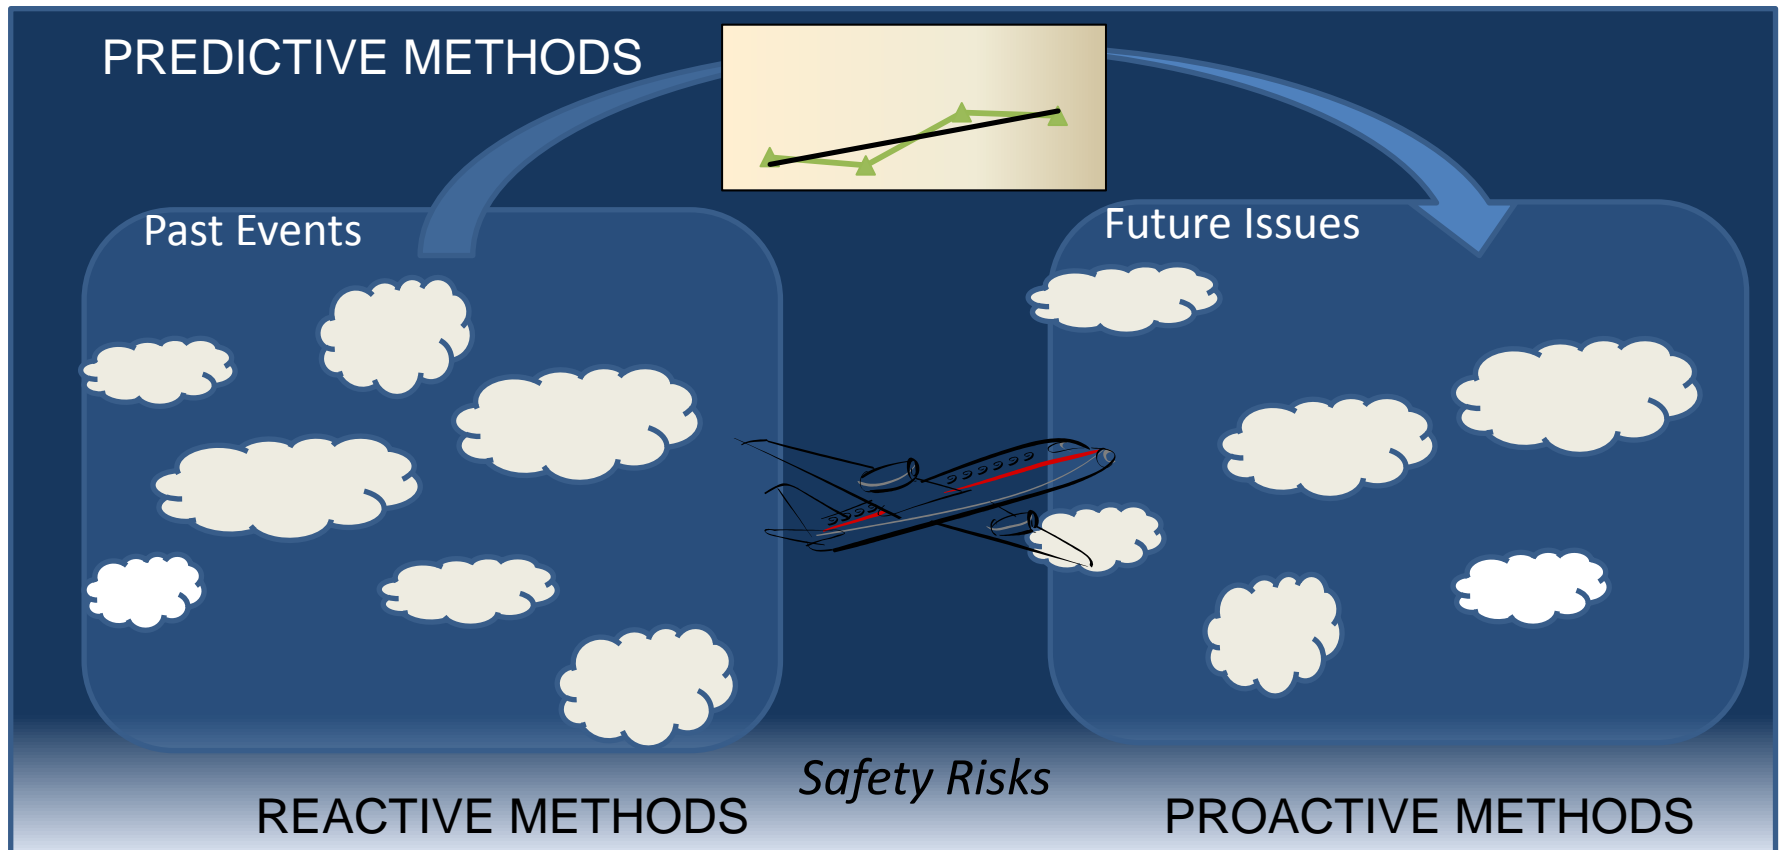 PREDICTIVE METHODS
Past Events
Future Issues
Safety Risks
REACTIVE METHODS
PROACTIVE METHODS